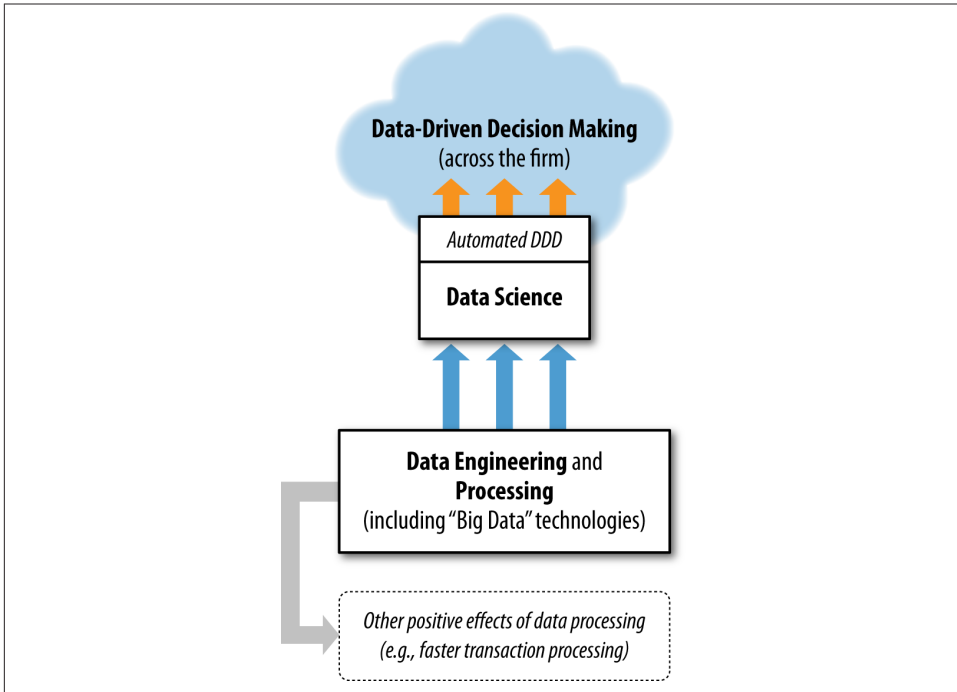 Data-Driven Decision Making
(across the firm)
Automated DDD
Data Science
Data Engineering and
Processing
(including “Big Data” technologies)
Other positive effects of data processing
(e.g., faster transaction processing)